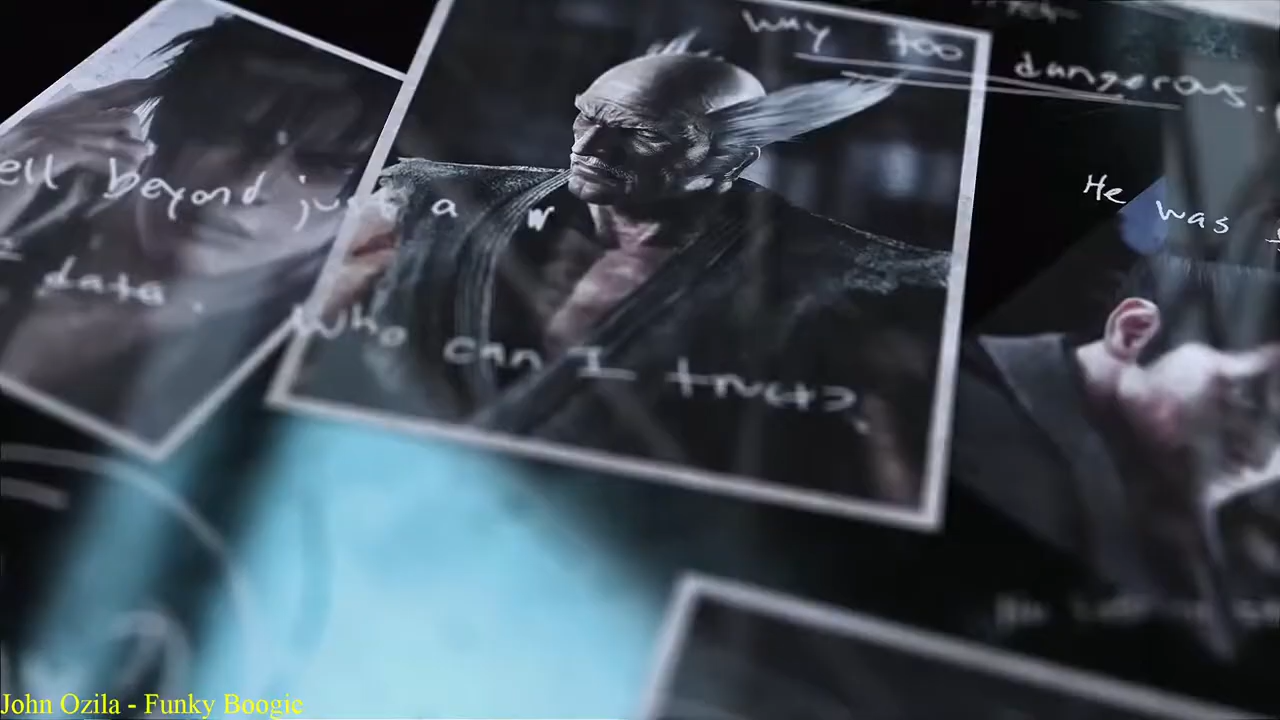 Way too dangerous.
He was
ell beyond just a w
data.
Who can I trust?
John Ozila - Funky Boogie